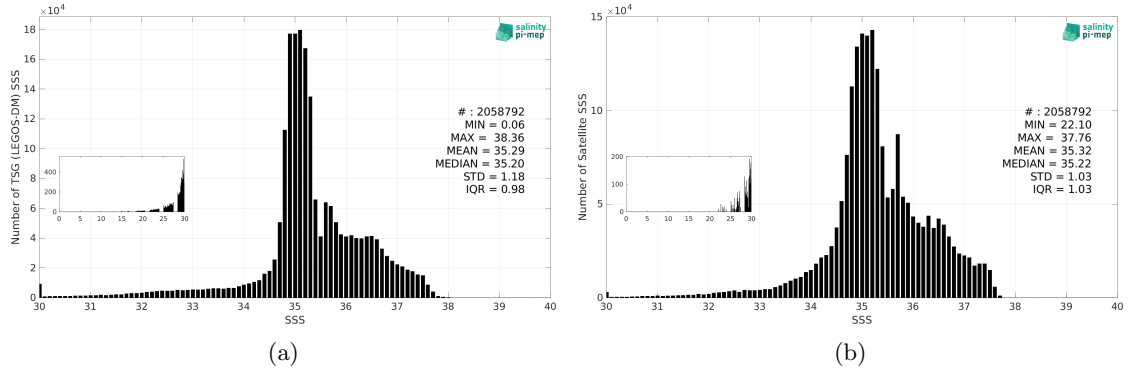 ×10⁴
18
16
14
12
10
8
6
4
2
0
Number of TSG (LEGOS-DM) SSS
salinity
pi-mep
# : 2058792
MIN = 0.06
MAX = 38.36
MEAN = 35.29
MEDIAN = 35.20
STD = 1.18
IQR = 0.98
400
200
0
0 5 10 15 20 25 30
30 31 32 33 34 35 36 37 38 39 40
SSS
(a)
×10⁴
15
10
5
0
Number of Satellite SSS
salinity
pi-mep
# : 2058792
MIN = 22.10
MAX = 37.76
MEAN = 35.32
MEDIAN = 35.22
STD = 1.03
IQR = 1.03
200
150
100
50
0
0 5 10 15 20 25 30
30 31 32 33 34 35 36 37 38 39 40
SSS
(b)